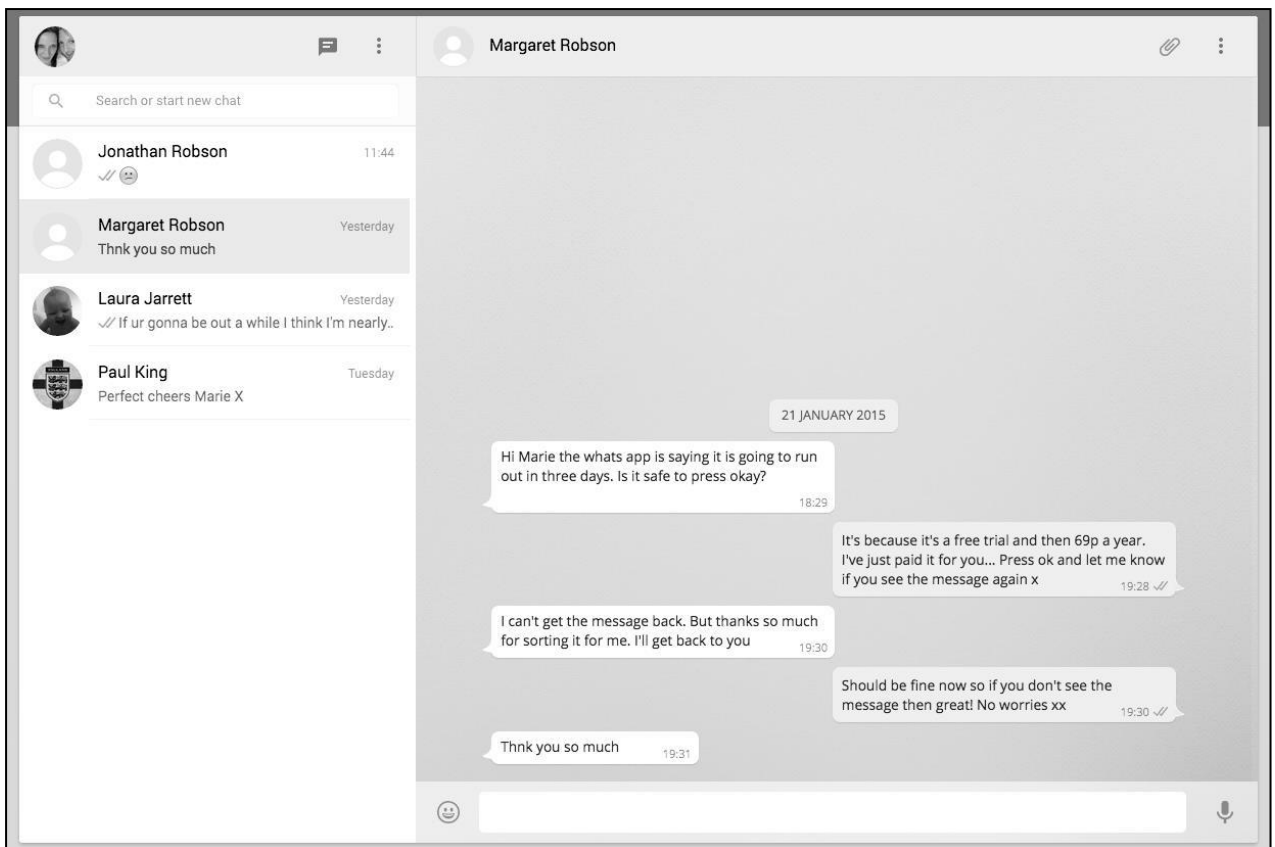 Margaret Robson
Search or start new chat
Jonathan Robson
11:44
Margaret Robson
Yesterday
Thnk you so much
Laura Jarrett
Yesterday
If ur gonna be out a while I think I'm nearly..
Paul King
Tuesday
Perfect cheers Marie X
21 JANUARY 2015
Hi Marie the whats app is saying it is going to run
out in three days. Is it safe to press okay?
18:29
It's because it's a free trial and then 69p a year.
I've just paid it for you... Press ok and let me know
if you see the message again x
19:28
I can't get the message back. But thanks so much
for sorting it for me. I'll get back to you
19:30
Should be fine now so if you don't see the
message then great! No worries xx
19:30
Thnk you so much
19:31